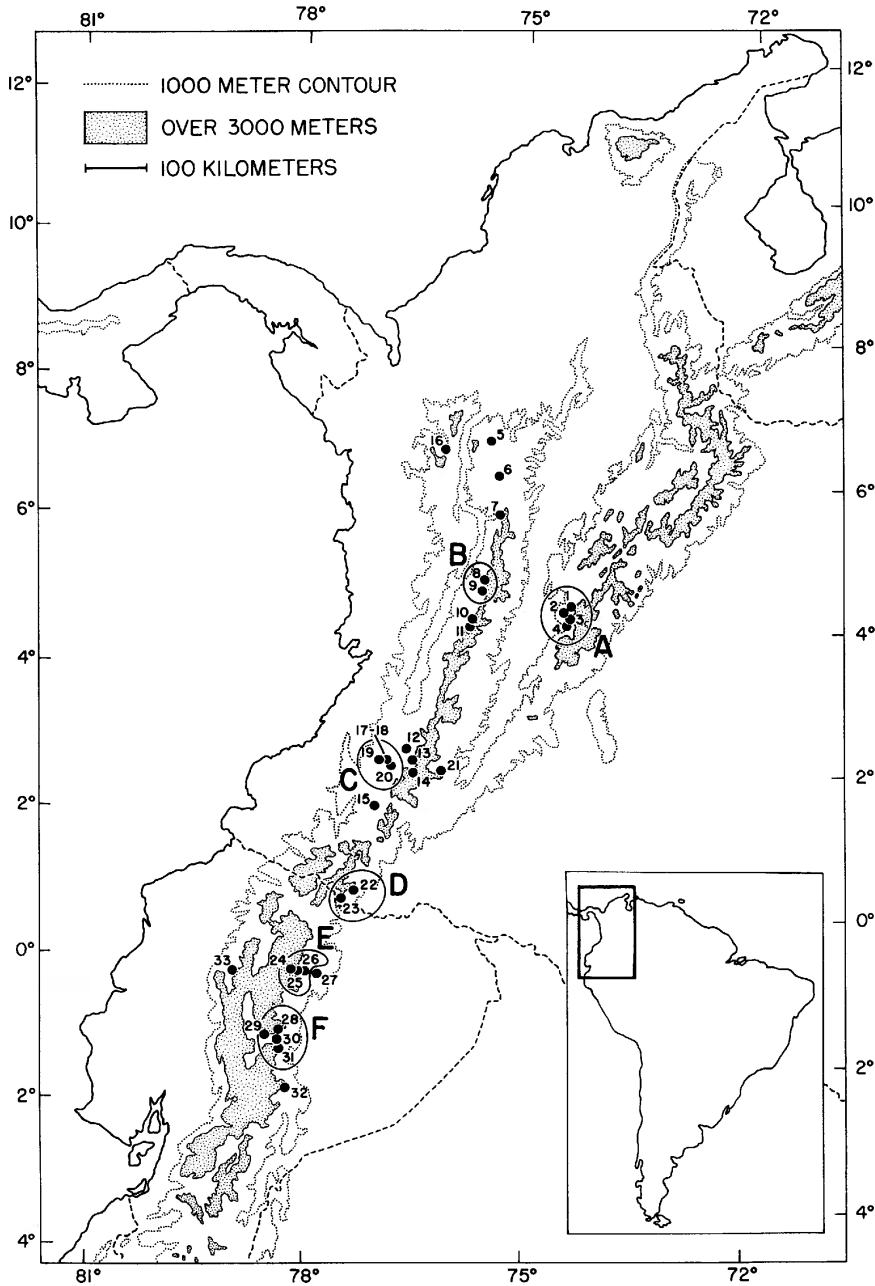 81° 78° 75° 72°
1000 METER CONTOUR
OVER 3000 METERS
100 KILOMETERS
12° 12°
10° 10°
8° 8°
16 5
6
6° 6°
7
B
8
9
10
11
1
2
3
4
A
4° 4°
17-18
12
19 13
20 14 21
C
2° 2°
15
22 D
23
0° 0°
E
33 24 26
25 27
28 F
29 30
31
32
2° 2°
4° 4°
81° 78° 75° 72°